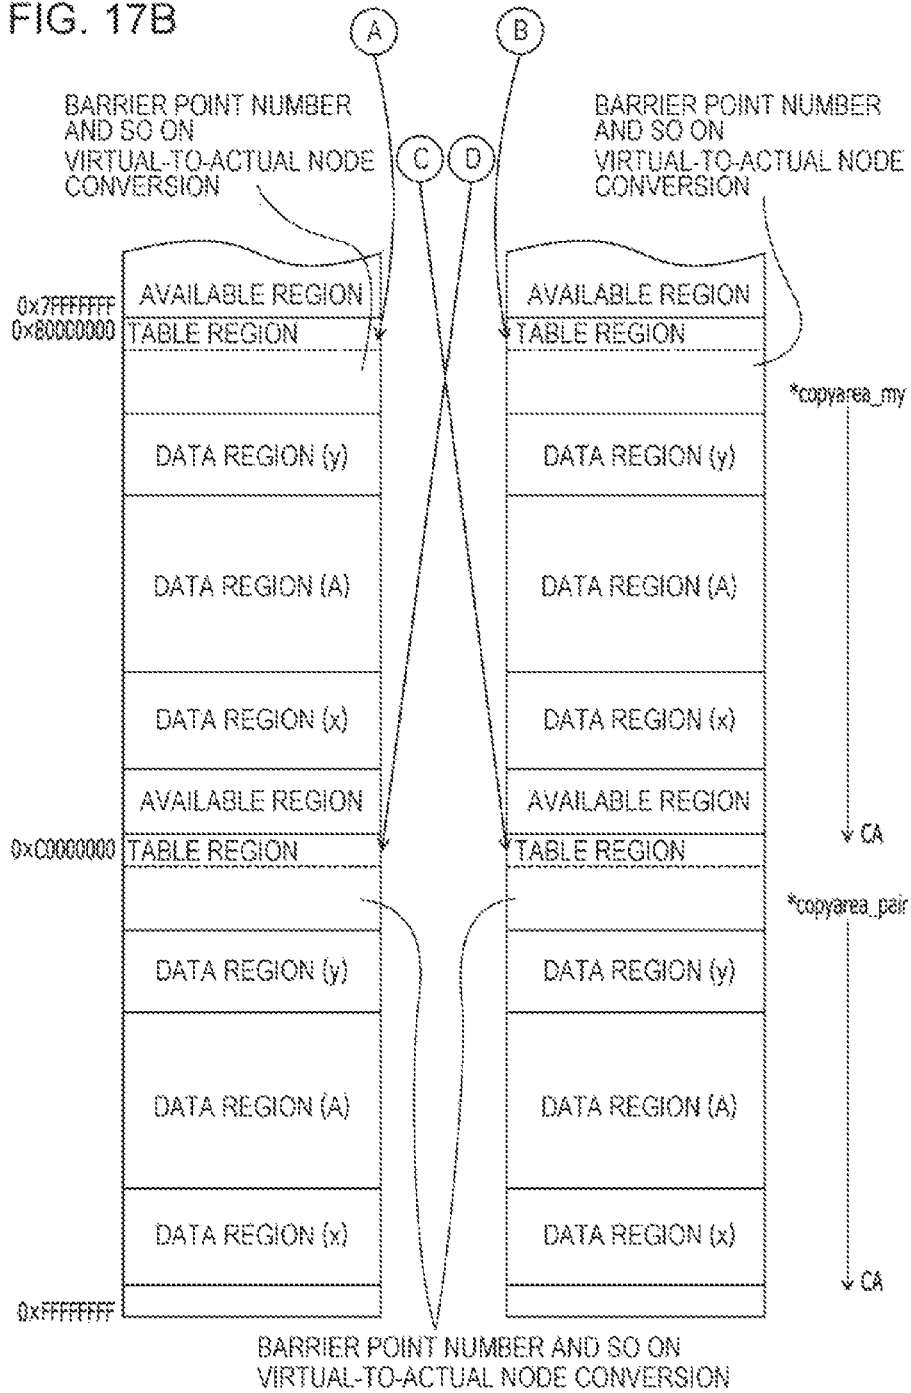 FIG. 17B
A
B
BARRIER POINT NUMBER
AND SO ON
VIRTUAL-TO-ACTUAL NODE
CONVERSION
C
D
BARRIER POINT NUMBER
AND SO ON
VIRTUAL-TO-ACTUAL NODE
CONVERSION
0x7FFFFFFF
AVAILABLE REGION
AVAILABLE REGION
0x80000000
TABLE REGION
TABLE REGION
*copyarea_my
DATA REGION (y)
DATA REGION (y)
DATA REGION (A)
DATA REGION (A)
DATA REGION (x)
DATA REGION (x)
AVAILABLE REGION
AVAILABLE REGION
CA
0xC0000000
TABLE REGION
TABLE REGION
*copyarea_pair
DATA REGION (y)
DATA REGION (y)
DATA REGION (A)
DATA REGION (A)
DATA REGION (x)
DATA REGION (x)
CA
0xFFFFFFFF
BARRIER POINT NUMBER AND SO ON
VIRTUAL-TO-ACTUAL NODE CONVERSION